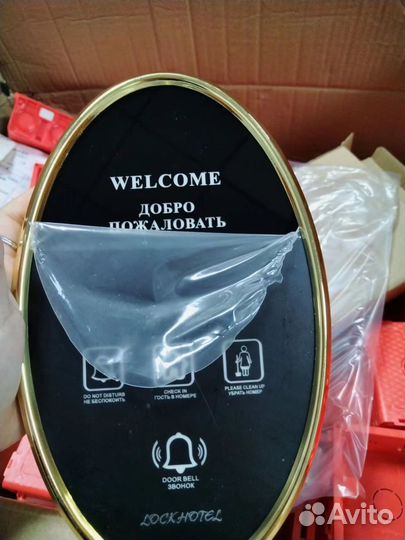 WELCOME
ДОБРО
ПОЖАЛОВАТЬ
DO NOT DISTURB
НЕ БЕСПОКОИТЬ
CHECK IN
ГОСТЬ В НОМЕРЕ
PLEASE CLEAN UP
УБРАТЬ НОМЕР
DOOR BELL
ЗВОНОК
LOCKHOTEL
Avito